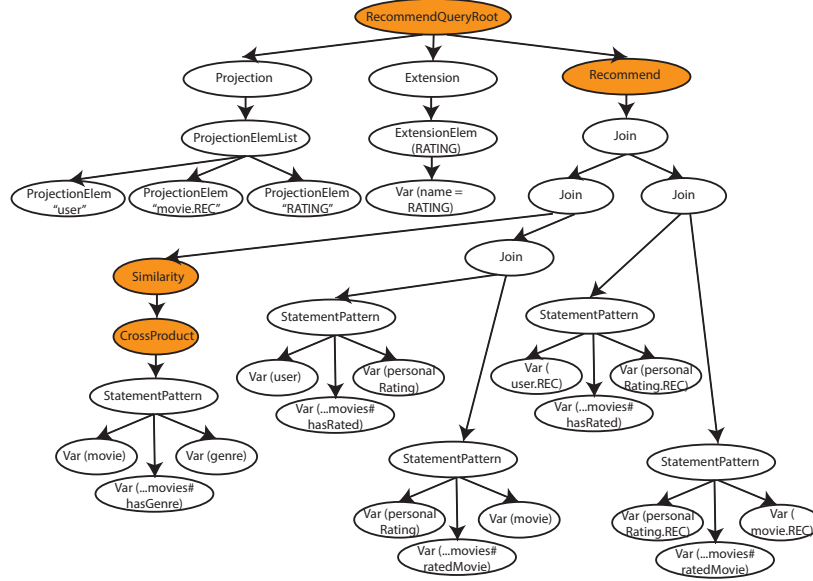 RecommendQueryRoot
Projection
Extension
Recommend
ProjectionElemList
ExtensionElem
(RATING)
Join
ProjectionElem
“user”
ProjectionElem
“movie.REC”
ProjectionElem
“RATING”
Var (name =
RATING)
Join
Join
Join
Similarity
CrossProduct
StatementPattern
StatementPattern
Var (user)
Var (personal
Rating)
Var (...movies#
hasRated)
Var (
user.REC)
Var (personal
Rating.REC)
Var (...movies#
hasRated)
StatementPattern
Var (movie)
Var (genre)
Var (...movies#
hasGenre)
StatementPattern
StatementPattern
Var (personal
Rating)
Var (movie)
Var (...movies#
ratedMovie)
Var (personal
Rating.REC)
Var (
movie.REC)
Var (...movies#
ratedMovie)